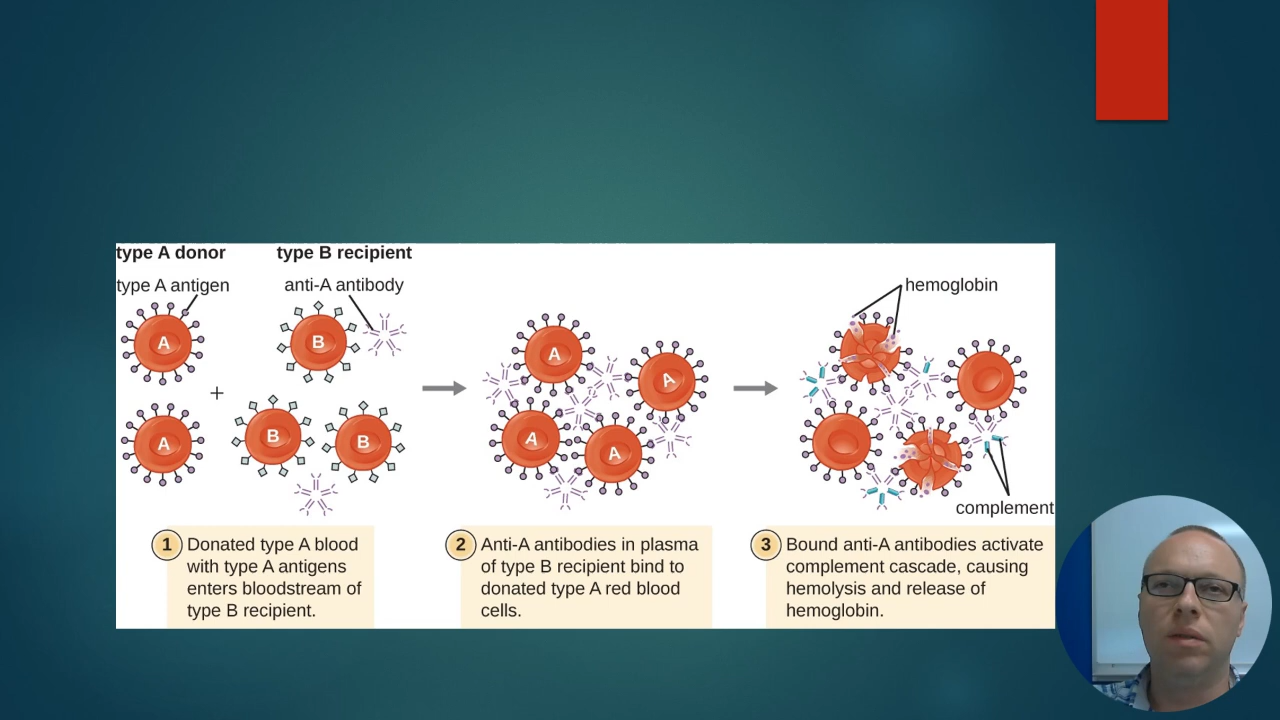 type A donor
type B recipient
type A antigen
anti-A antibody
hemoglobin
A
B
A
A
+
A
B
B
A
A
complement
1 Donated type A blood
with type A antigens
enters bloodstream of
type B recipient.
2 Anti-A antibodies in plasma
of type B recipient bind to
donated type A red blood
cells.
3 Bound anti-A antibodies activate
complement cascade, causing
hemolysis and release of
hemoglobin.